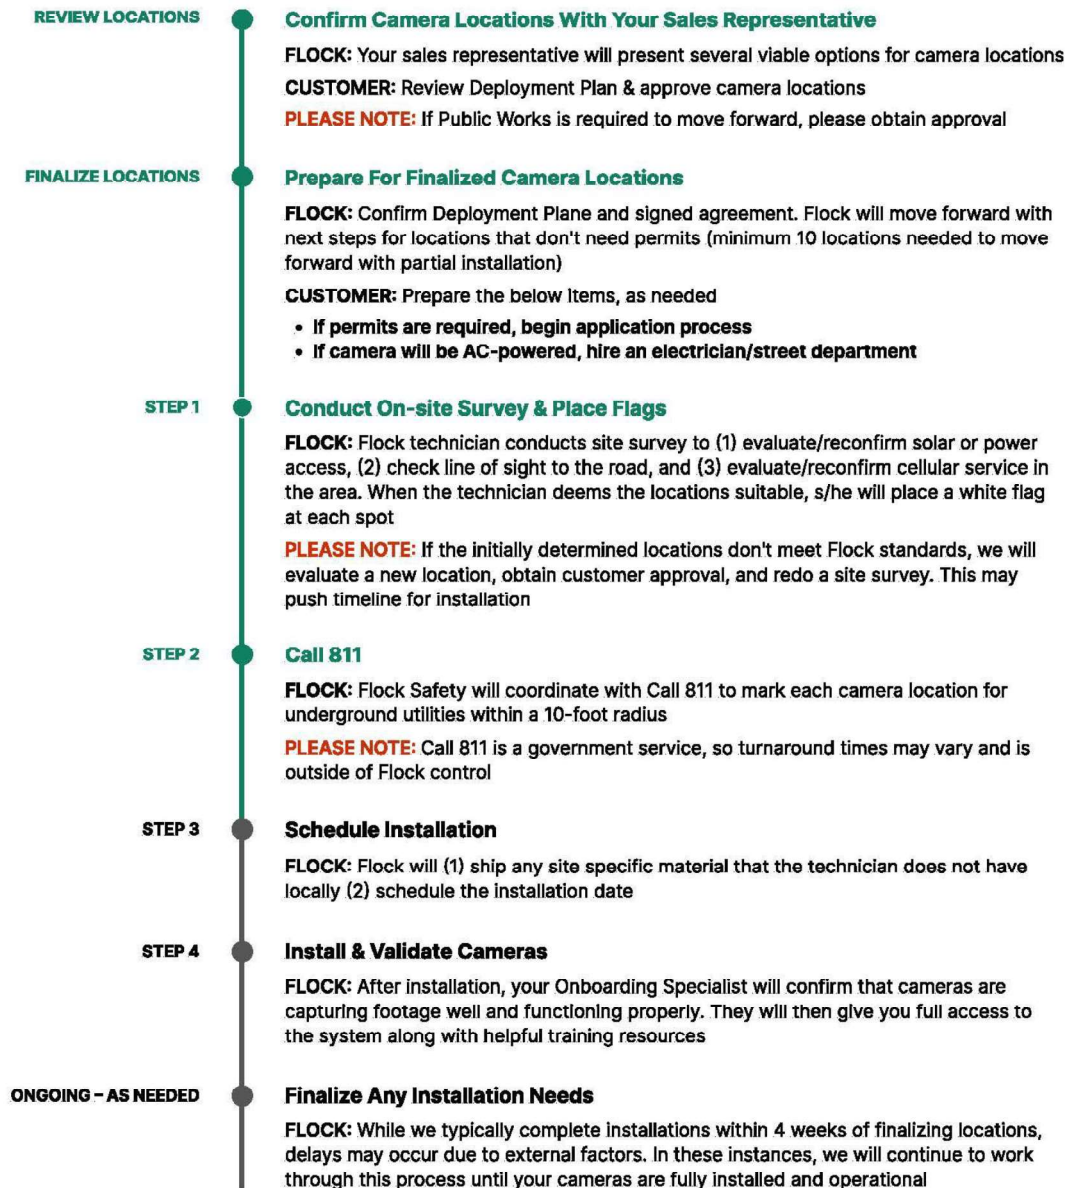 REVIEW LOCATIONS
Confirm Camera Locations With Your Sales Representative
FLOCK: Your sales representative will present several viable options for camera locations
CUSTOMER: Review Deployment Plan & approve camera locations
PLEASE NOTE: If Public Works is required to move forward, please obtain approval
FINALIZE LOCATIONS
Prepare For Finalized Camera Locations
FLOCK: Confirm Deployment Plane and signed agreement. Flock will move forward with
next steps for locations that don't need permits (minimum 10 locations needed to move
forward with partial installation)
CUSTOMER: Prepare the below items, as needed
• If permits are required, begin application process
• If camera will be AC-powered, hire an electrician/street department
STEP 1
Conduct On-site Survey & Place Flags
FLOCK: Flock technician conducts site survey to (1) evaluate/reconfirm solar or power
access, (2) check line of sight to the road, and (3) evaluate/reconfirm cellular service in
the area. When the technician deems the locations suitable, s/he will place a white flag
at each spot
PLEASE NOTE: If the initially determined locations don't meet Flock standards, we will
evaluate a new location, obtain customer approval, and redo a site survey. This may
push timeline for installation
STEP 2
Call 811
FLOCK: Flock Safety will coordinate with Call 811 to mark each camera location for
underground utilities within a 10-foot radius
PLEASE NOTE: Call 811 is a government service, so turnaround times may vary and is
outside of Flock control
STEP 3
Schedule Installation
FLOCK: Flock will (1) ship any site specific material that the technician does not have
locally (2) schedule the installation date
STEP 4
Install & Validate Cameras
FLOCK: After installation, your Onboarding Specialist will confirm that cameras are
capturing footage well and functioning properly. They will then give you full access to
the system along with helpful training resources
ONGOING – AS NEEDED
Finalize Any Installation Needs
FLOCK: While we typically complete installations within 4 weeks of finalizing locations,
delays may occur due to external factors. In these instances, we will continue to work
through this process until your cameras are fully installed and operational